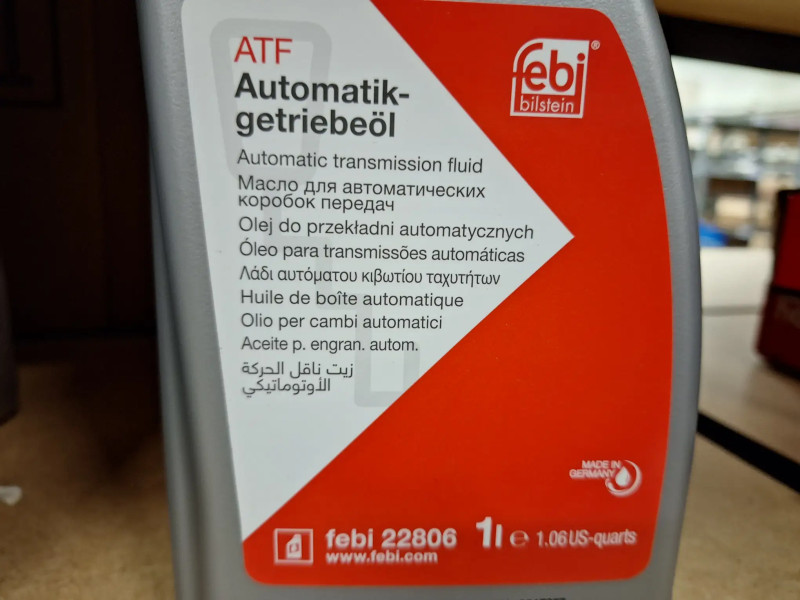 ATF
Automatik-
getriebeöl
Automatic transmission fluid
Масло для автоматических
коробок передач
Olej do przekładni automatycznych
Óleo para transmissões automáticas
Λάδι αυτόματου κιβωτίου ταχυτήτων
Huile de boîte automatique
Olio per cambi automatici
Aceite p. engran. autom.
زيت ناقل الحركة
الأوتوماتيكي
febi®
bilstein
MADE IN
GERMANY
febi 22806 1l e 1.06 US-quarts
www.febi.com